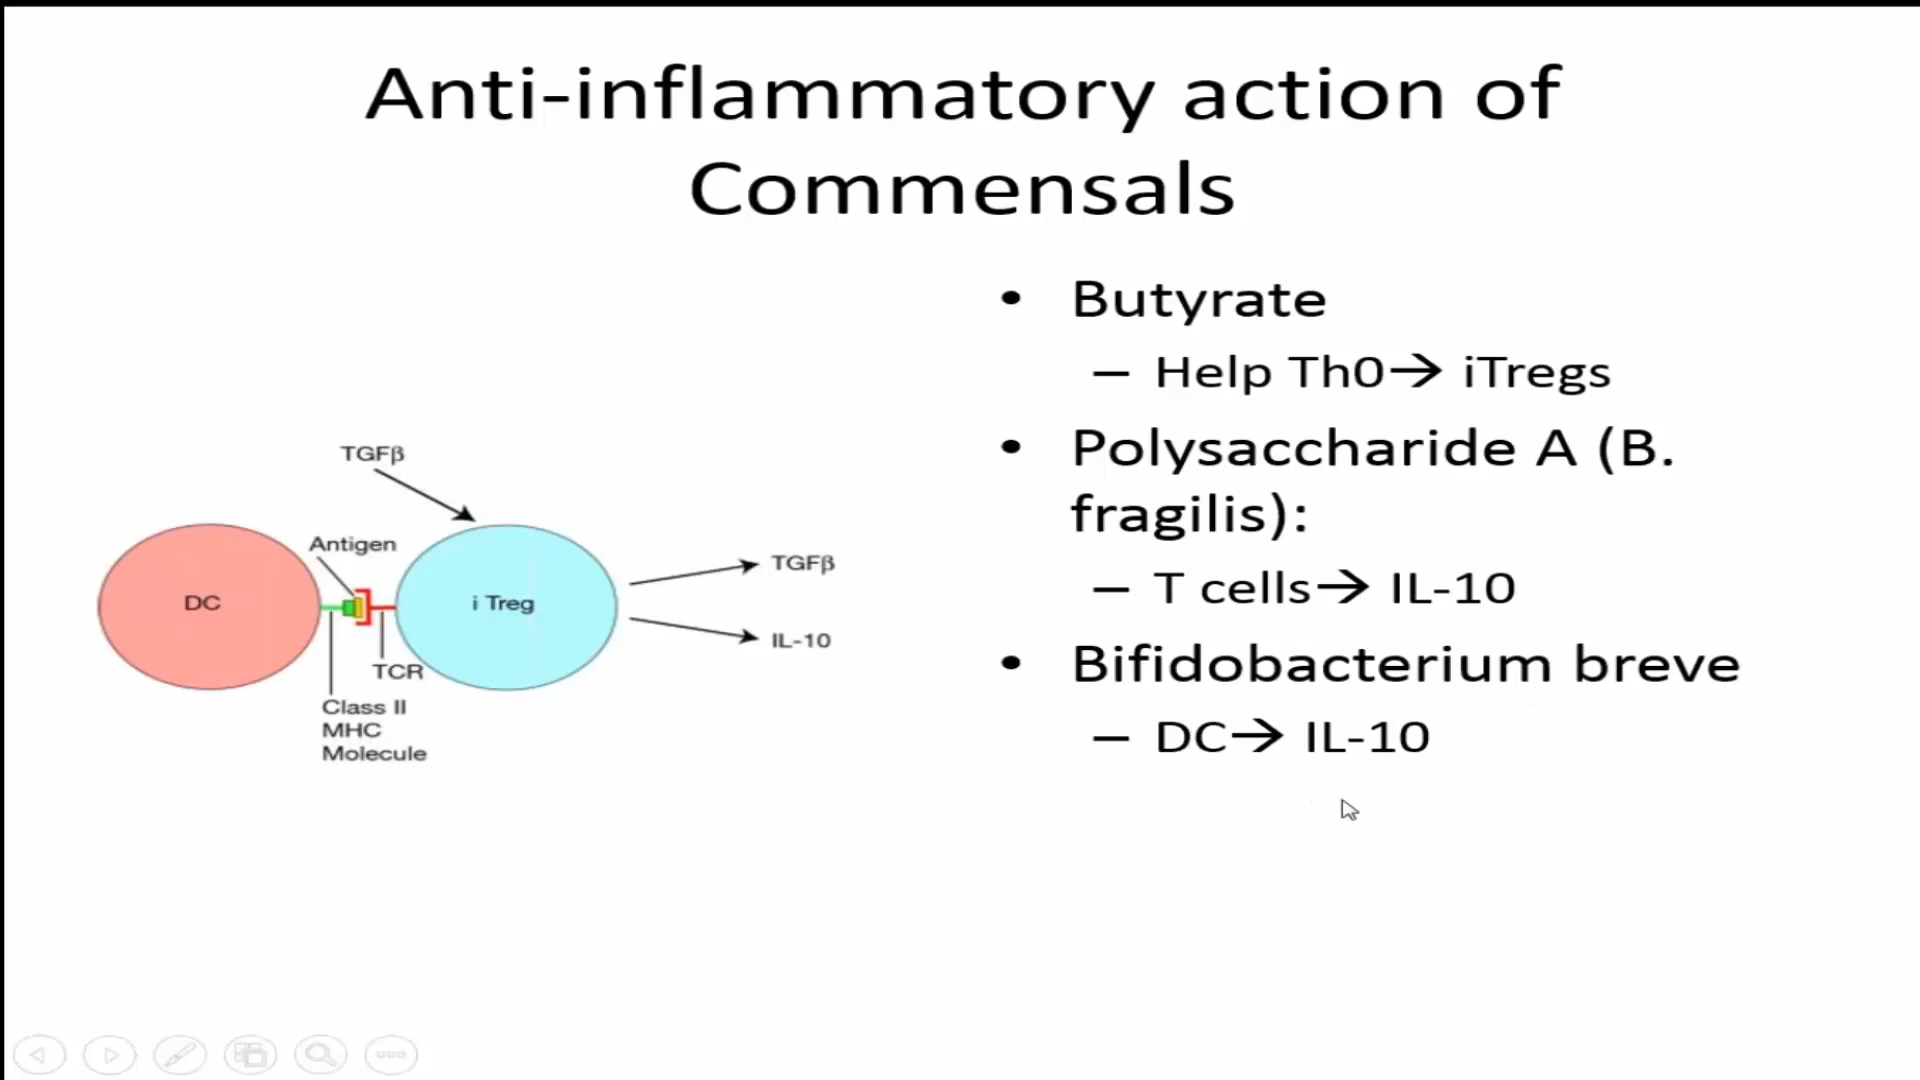 Anti-inflammatory action of
Commensals
TGFβ
Antigen
DC
i Treg
TCR
Class II
MHC
Molecule
TGFβ
IL-10
• Butyrate
– Help Th0→ iTregs
• Polysaccharide A (B.
fragilis):
– T cells→ IL-10
• Bifidobacterium breve
– DC→ IL-10